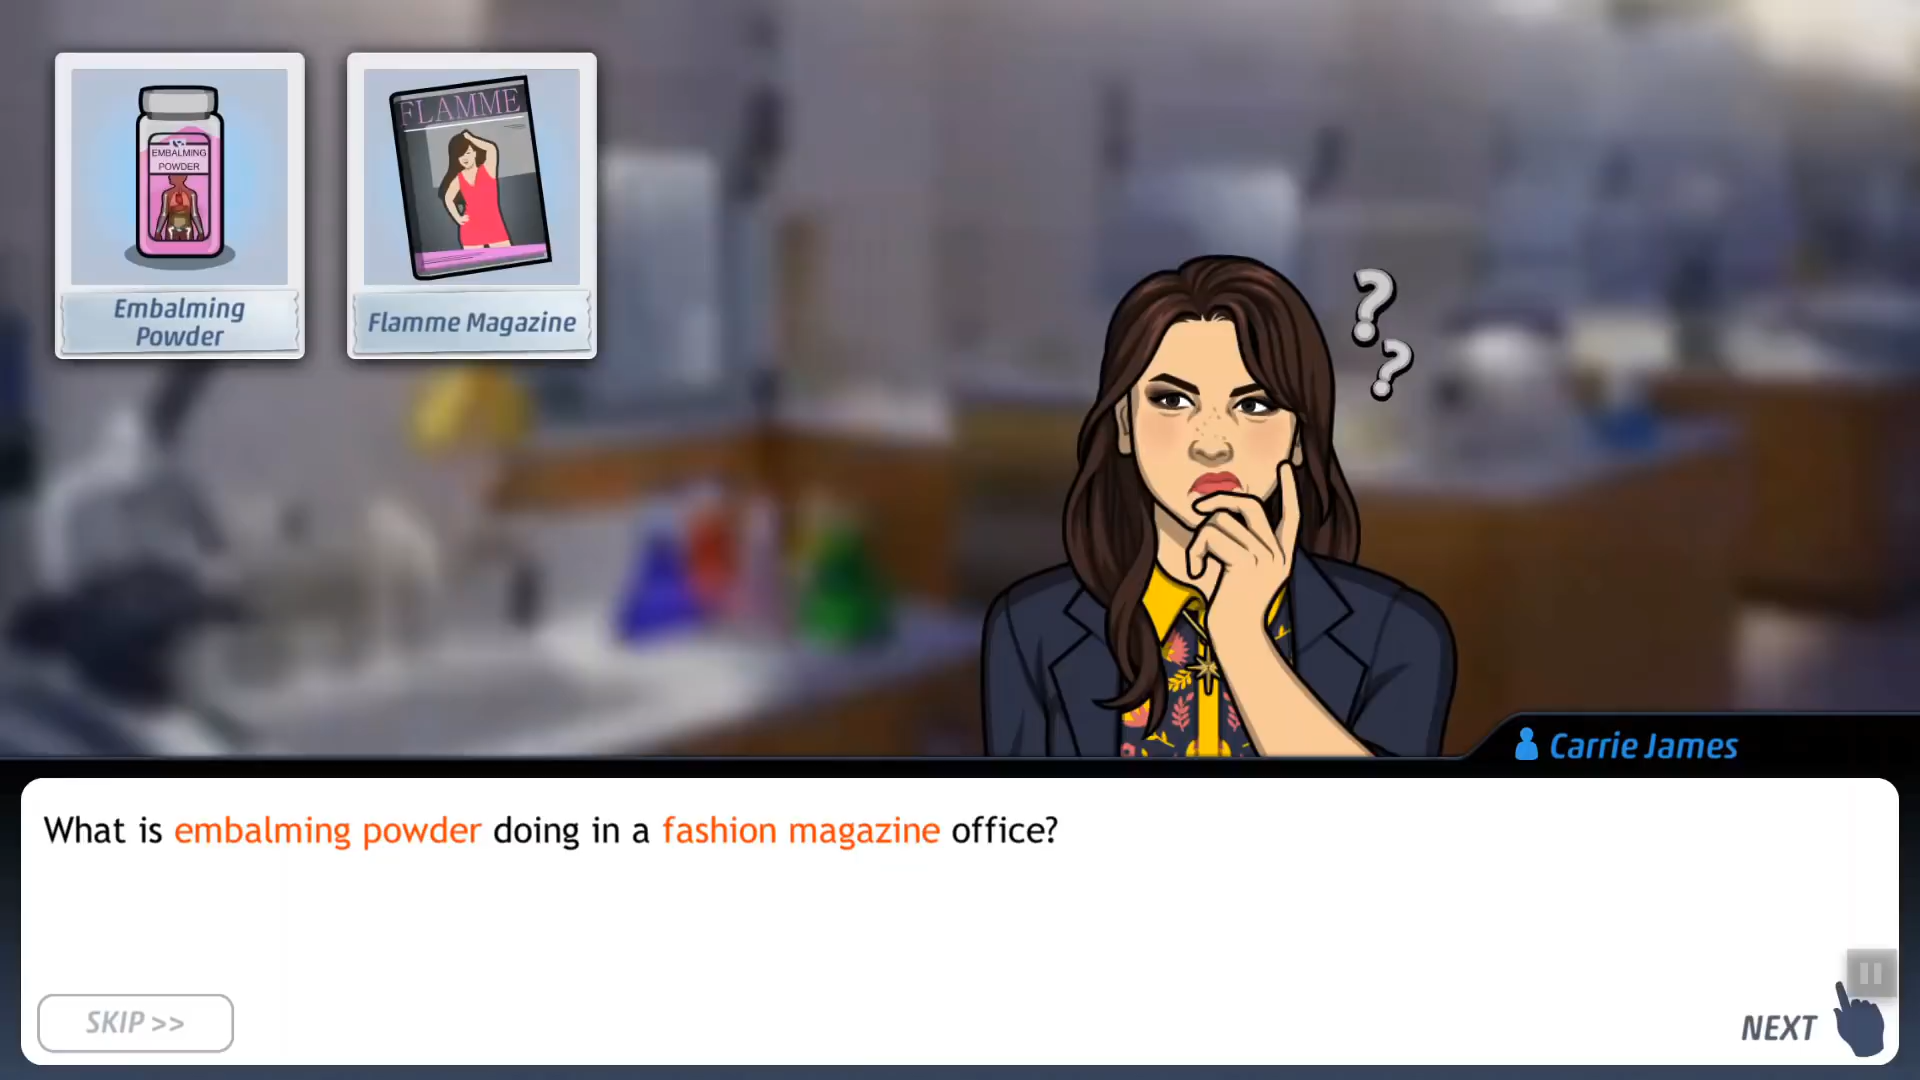 EMBALMING
POWDER
FLAMME
Embalming
Powder
Flamme Magazine
? ?
Carrie James
What is embalming powder doing in a fashion magazine office?
SKIP >>
NEXT